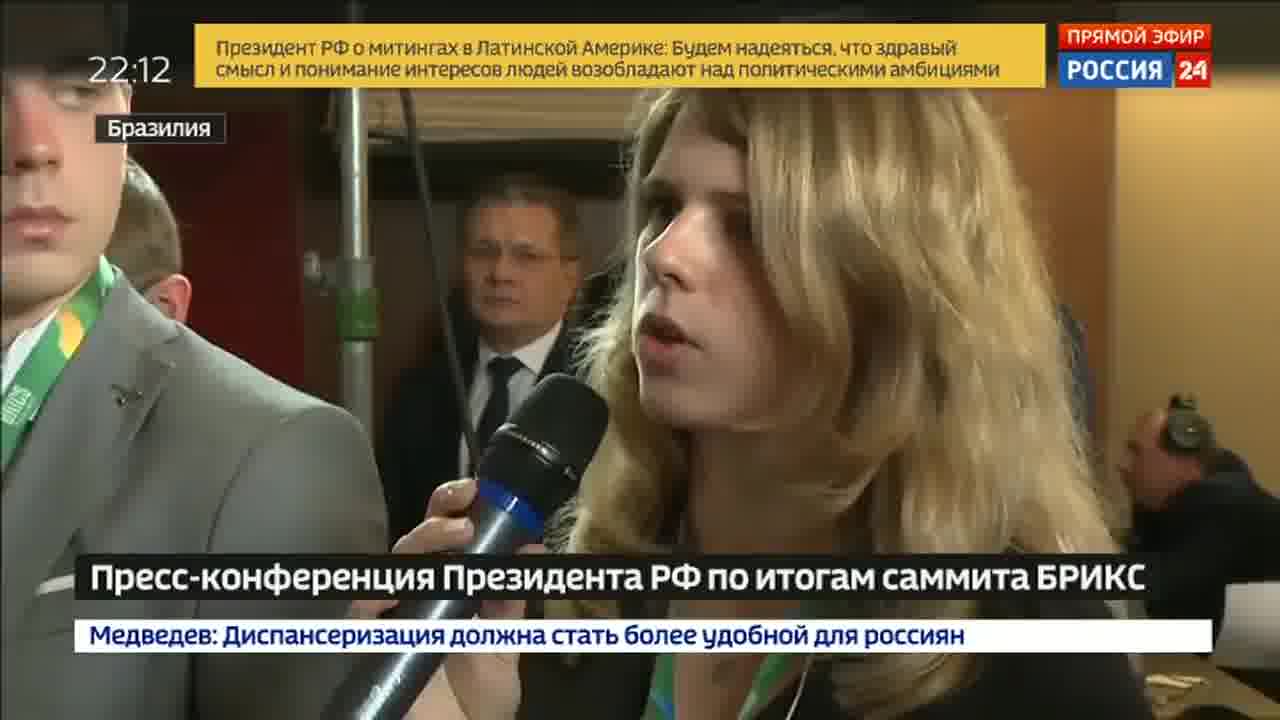 22:12
Президент РФ о митингах в Латинской Америке: Будем надеяться, что здравый
смысл и понимание интересов людей возобладают над политическими амбициями
ПРЯМОЙ ЭФИР
РОССИЯ 24
Бразилия
BRICS
Пресс-конференция Президента РФ по итогам саммита БРИКС
Медведев: Диспансеризация должна стать более удобной для россиян